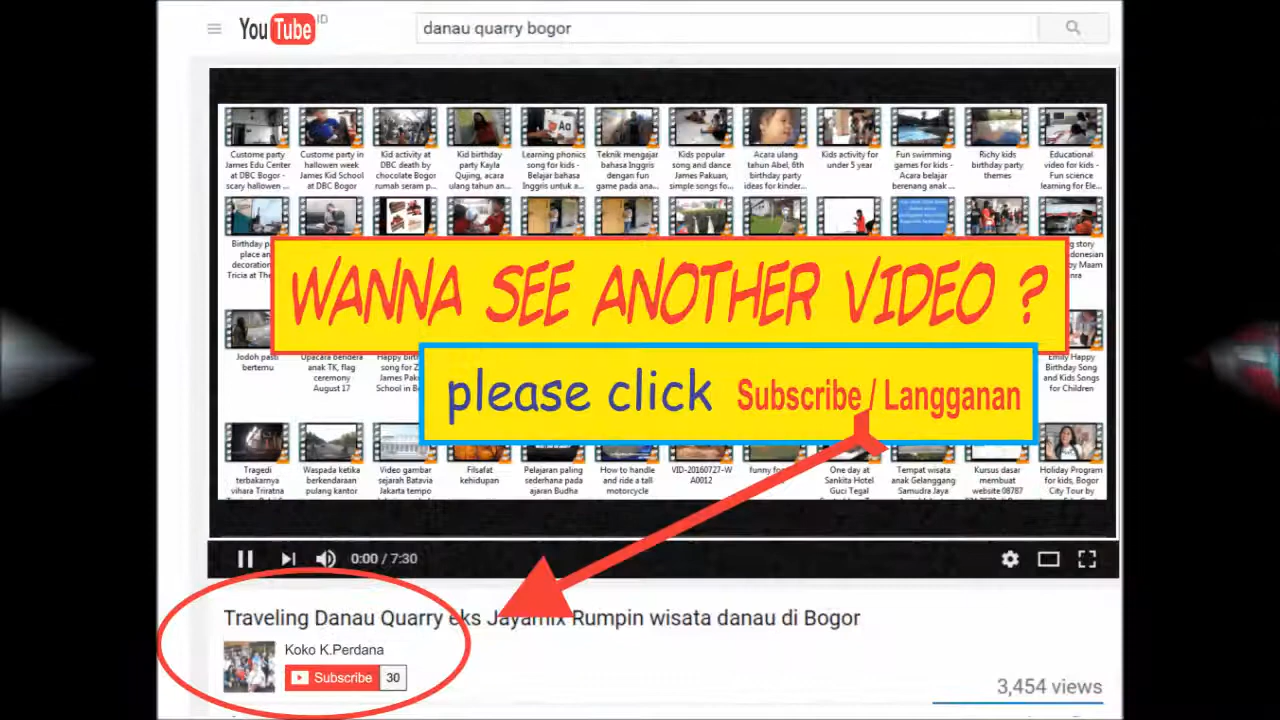 YouTube ID
danau quarry bogor
Custome party James Edu Center at DBC Bogor - scary hallowen ...
Custome party in hallowen week James Kid School at DBC Bogor
Kid activity at DBC death by chocolate Bogor rumah seram p...
Kid birthday party Kayla Qujing, acara ulang tahun an...
Learning phonics song for kids - Belajar bahasa Inggris untuk a...
Teknik mengajar bahasa Inggris dengan fun game pada ana...
Kids popular song and dance James Pakuan, simple songs fo...
Acara ulang tahun Abel, 6th birthday party ideas for kinder...
Kids activity for under 5 year
Fun swimming games for kids - Acara belajar berenang anak ...
Richy kids birthday party themes
Educational video for kids - Fun science learning for Ele...
WANNA SEE ANOTHER VIDEO ?
please click Subscribe / Langganan
Jodoh pasti bertemu
Upacara bendera anak TK, flag ceremony August 17
Emily Happy Birthday Song and Kids Songs for Children
Tragedi terbakarnya vihara Triratna
Waspada ketika berkendaraan pulang kantor
Video gambar sejarah Batavia Jakarta tempo
Filsafat kehidupan
Pelajaran paling sederhana pada ajaran Budha
How to handle and ride a tall motorcycle
VID-20160727-WA0012
One day at Sankita Hotel Guci Tegal
Tempat wisata anak Gelanggang Samudra Jaya
Kursus dasar membuat website 08787
Holiday Program for kids, Bogor City Tour by
0:00 / 7:30
Traveling Danau Quarry eks Jayamix Rumpin wisata danau di Bogor
Koko K.Perdana
Subscribe 30
3,454 views